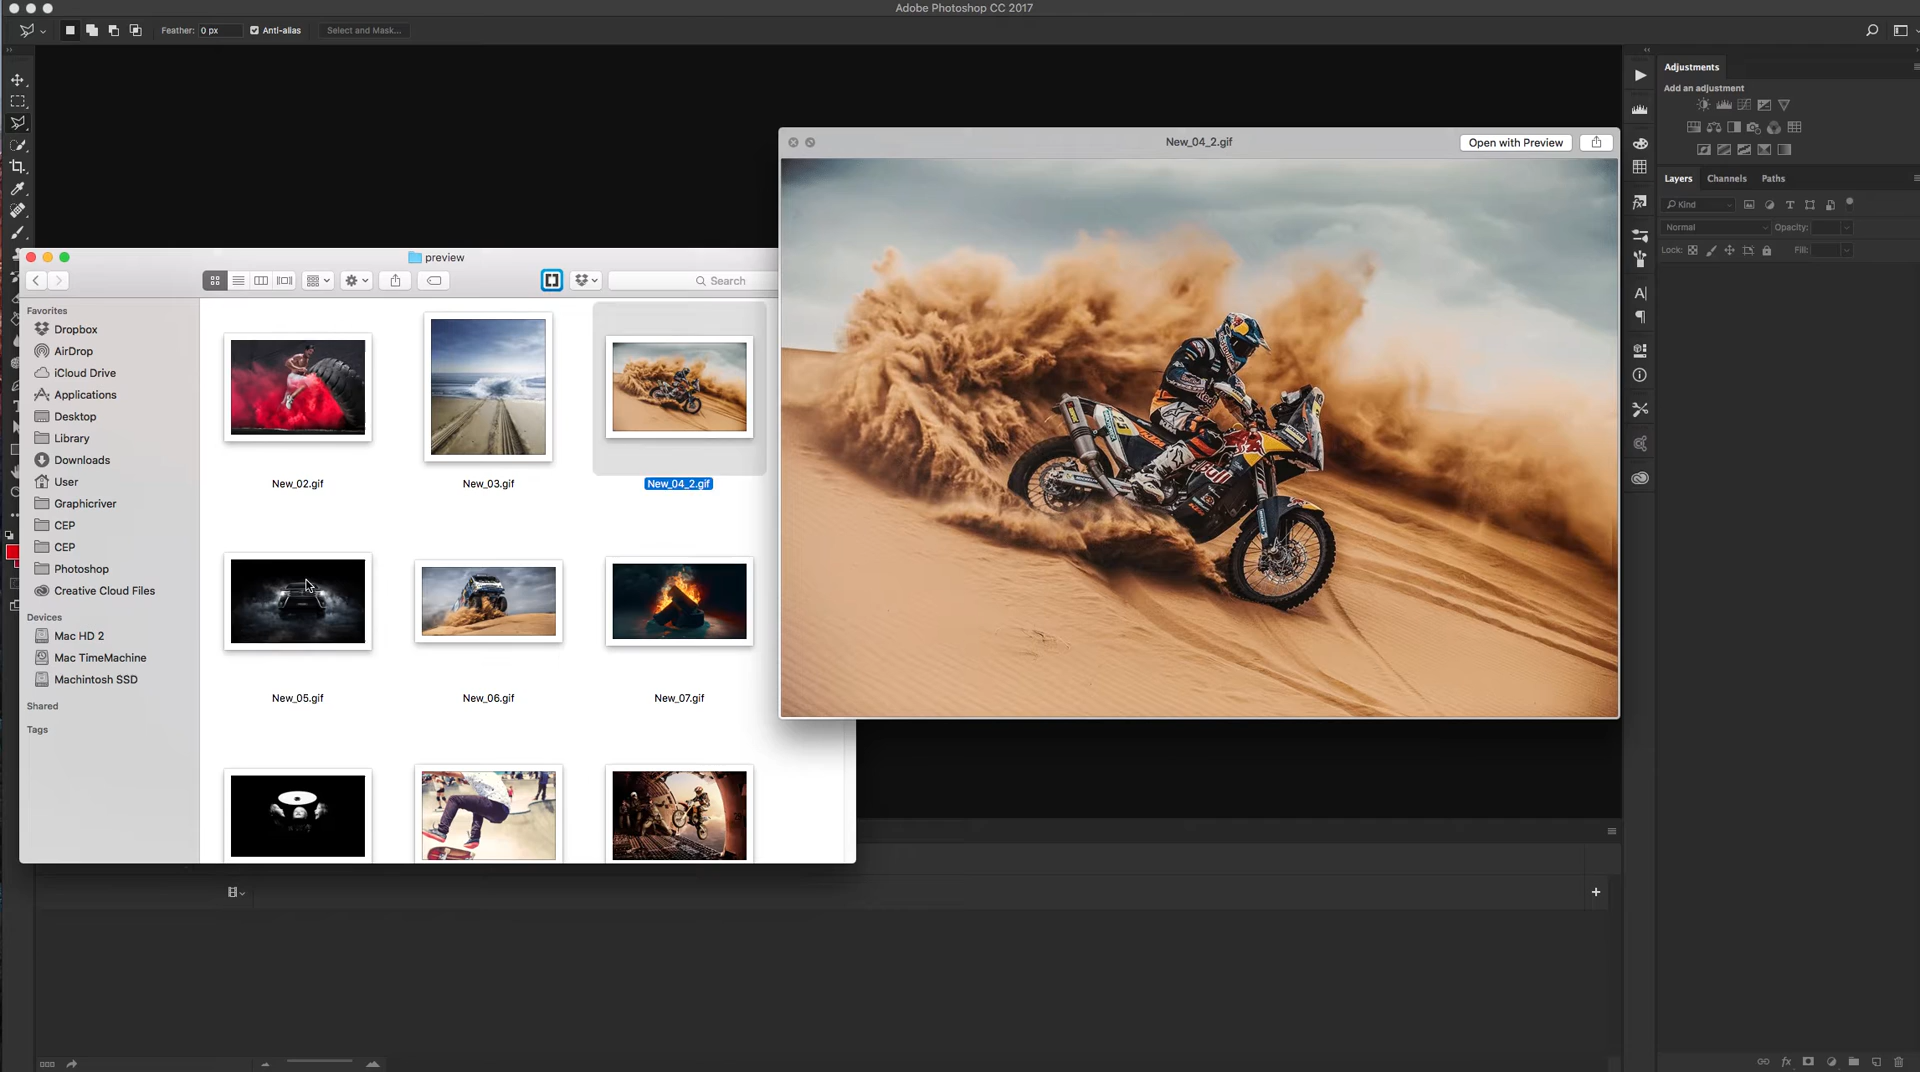 Adobe Photoshop CC 2017
Feather: 0 px
Anti-alias
Select and Mask...
Adjustments
Add an adjustment
Layers
Channels
Paths
Kind
Normal
Opacity:
Lock:
Fill:
New_04_2.gif
Open with Preview
preview
Search
Favorites
Dropbox
AirDrop
iCloud Drive
Applications
Desktop
Library
Downloads
User
Graphicriver
CEP
CEP
Photoshop
Creative Cloud Files
Devices
Mac HD 2
Mac TimeMachine
Machintosh SSD
Shared
Tags
New_02.gif
New_03.gif
New_04_2.gif
New_05.gif
New_06.gif
New_07.gif
Red Bull
KTM